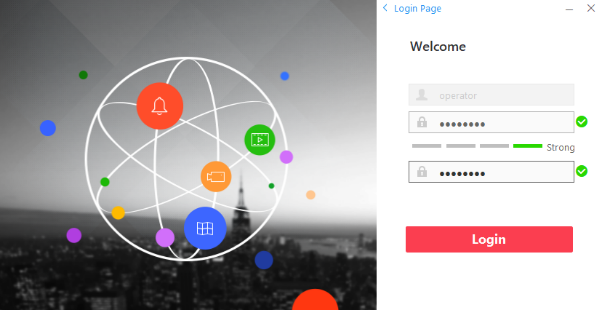 Login Page
Welcome
operator
●●●●●●●●
Strong
●●●●●●●●
Login